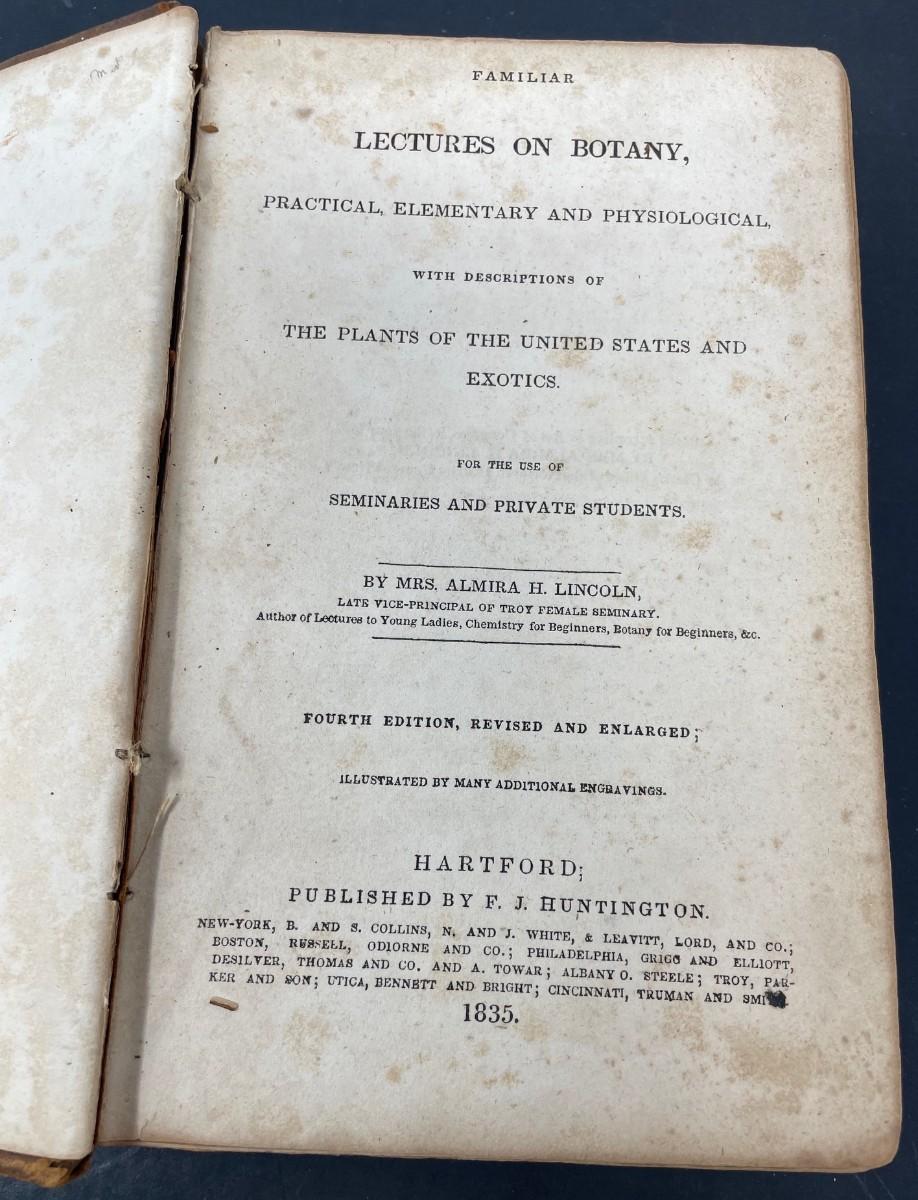 FAMILIAR
LECTURES ON BOTANY,
PRACTICAL, ELEMENTARY AND PHYSIOLOGICAL,
WITH DESCRIPTIONS OF
THE PLANTS OF THE UNITED STATES AND
EXOTICS.
FOR THE USE OF
SEMINARIES AND PRIVATE STUDENTS.
BY MRS. ALMIRA H. LINCOLN,
LATE VICE-PRINCIPAL OF TROY FEMALE SEMINARY.
Author of Lectures to Young Ladies, Chemistry for Beginners, Botany for Beginners, &c.
FOURTH EDITION, REVISED AND ENLARGED;
ILLUSTRATED BY MANY ADDITIONAL ENGRAVINGS.
HARTFORD;
PUBLISHED BY F. J. HUNTINGTON.
NEW-YORK, B. AND S. COLLINS, N. AND J. WHITE, & LEAVITT, LORD, AND CO.;
BOSTON, RUSSELL, ODIORNE AND CO.; PHILADELPHIA, GRIGG AND ELLIOTT,
DESILVER, THOMAS AND CO. AND A. TOWAR; ALBANY O. STEELE; TROY, PAR-
KER AND SON; UTICA, BENNETT AND BRIGHT; CINCINNATI, TRUMAN AND
1835.